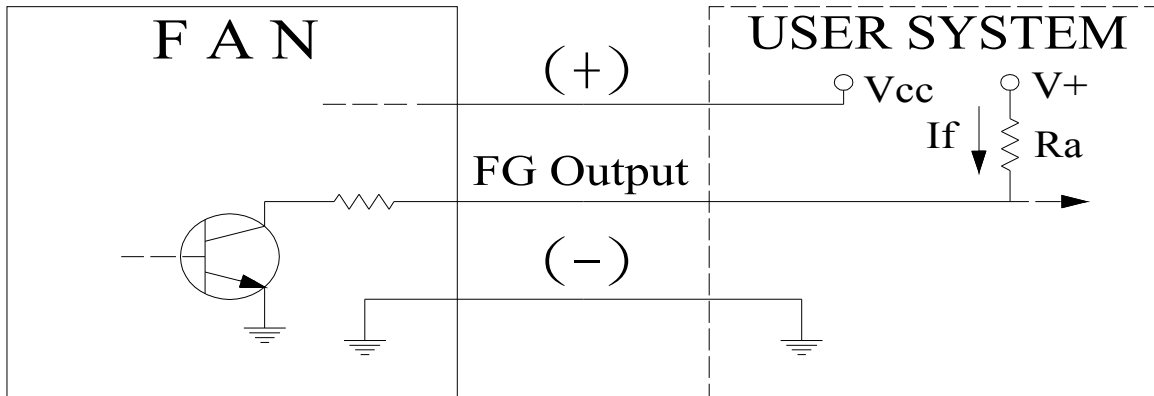 F A N
USER SYSTEM
(+)
Vcc
V+
If
Ra
FG Output
(-)